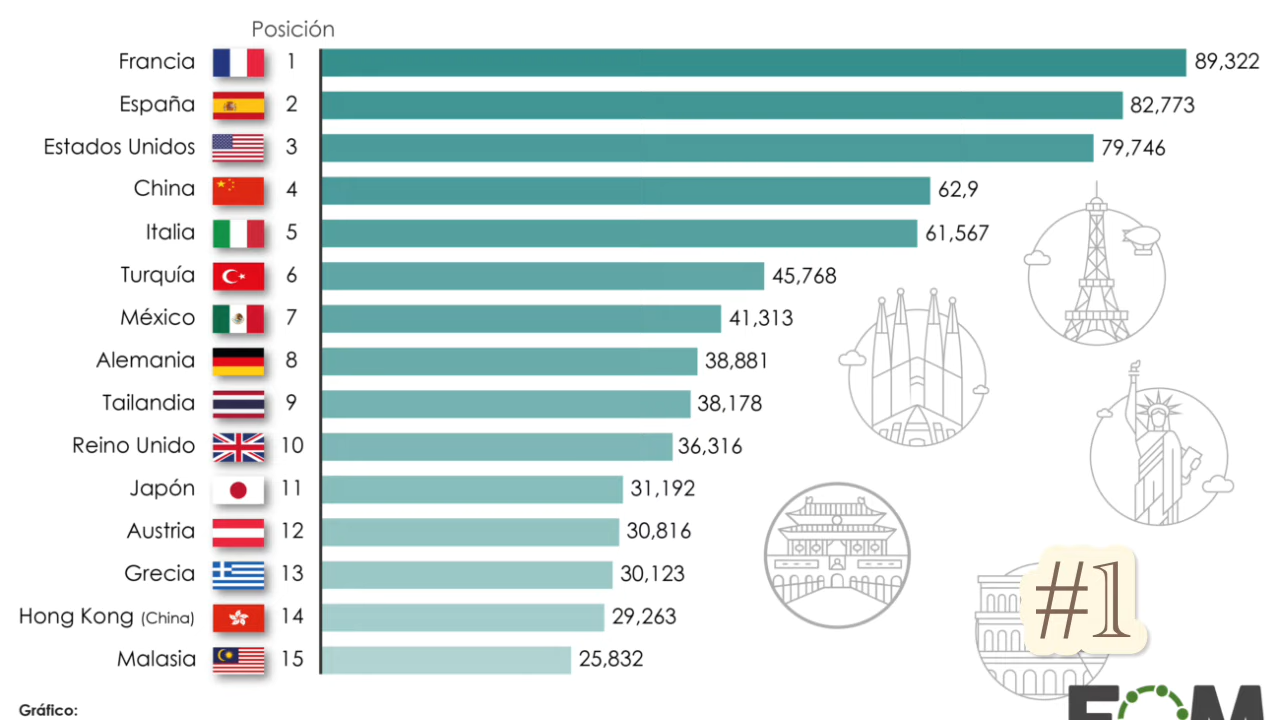 Posición
Francia 1 89,322
España 2 82,773
Estados Unidos 3 79,746
China 4 62,9
Italia 5 61,567
Turquía 6 45,768
México 7 41,313
Alemania 8 38,881
Tailandia 9 38,178
Reino Unido 10 36,316
Japón 11 31,192
Austria 12 30,816
Grecia 13 30,123
Hong Kong (China) 14 29,263
Malasia 15 25,832
#1
EOM
Gráfico: